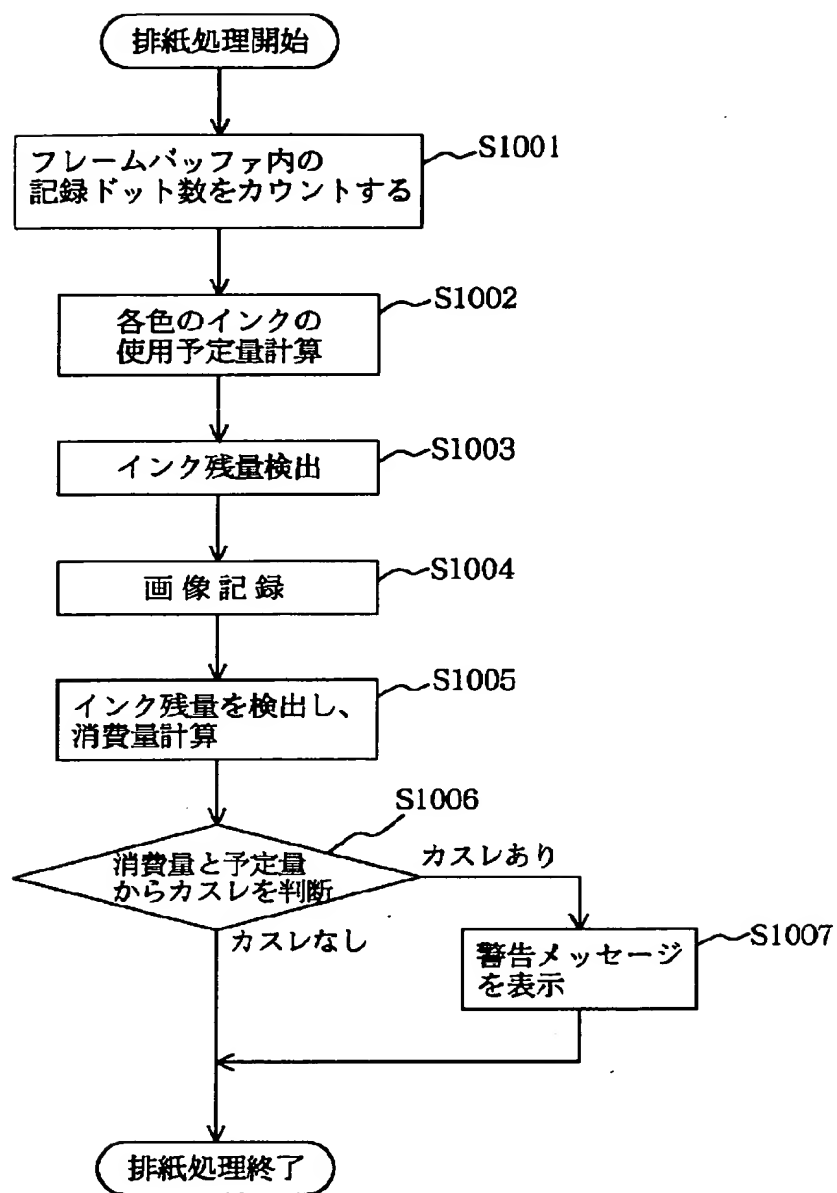 排紙処理開始
S1001
フレームバッファ内の
記録ドット数をカウントする
S1002
各色のインクの
使用予定量計算
S1003
インク残量検出
S1004
画像記録
S1005
インク残量を検出し、
消費量計算
S1006
消費量と予定量
からカスレを判断
カスレあり
カスレなし
S1007
警告メッセージ
を表示
排紙処理終了